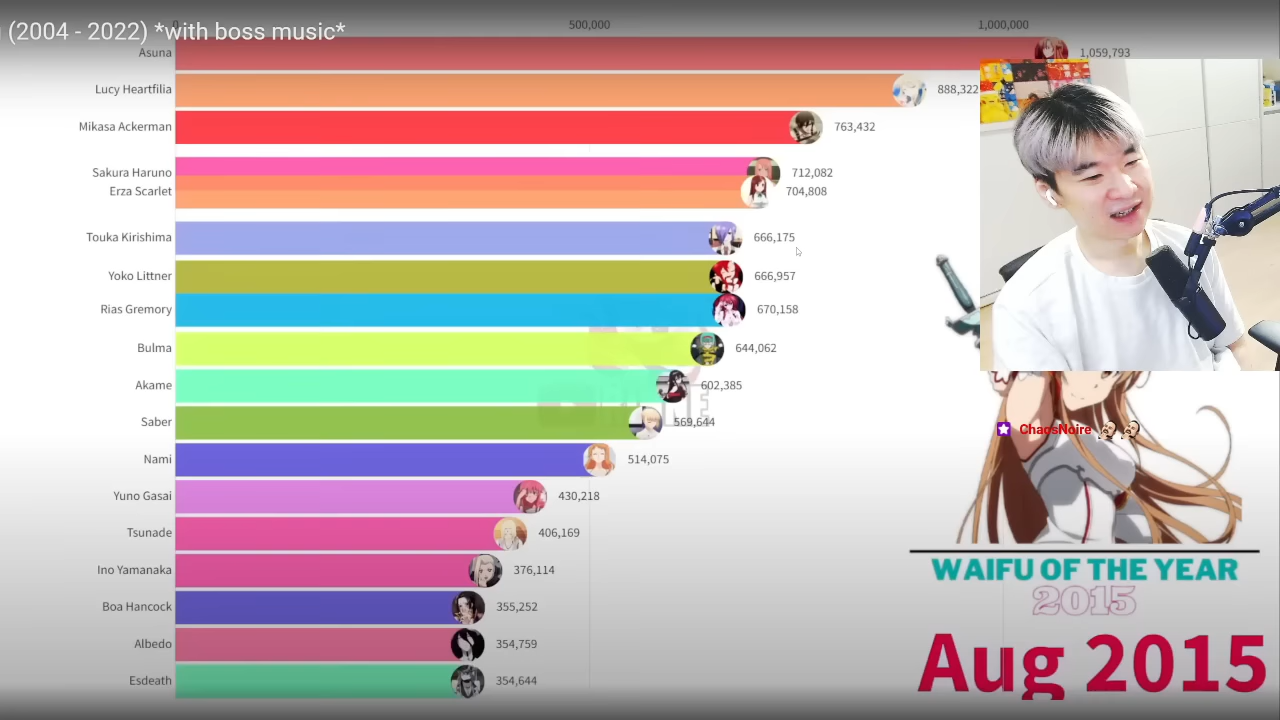 (2004 - 2022) *with boss music*
0 500,000 1,000,000
Asuna 1,059,793
Lucy Heartfilia 888,322
Mikasa Ackerman 763,432
Sakura Haruno 712,082
Erza Scarlet 704,808
Touka Kirishima 666,175
Yoko Littner 666,957
Rias Gremory 670,158
Bulma 644,062
Akame 602,385
Saber 569,644
Nami 514,075
Yuno Gasai 430,218
Tsunade 406,169
Ino Yamanaka 376,114
Boa Hancock 355,252
Albedo 354,759
Esdeath 354,644
ChaosNoire
WAIFU OF THE YEAR
2015
Aug 2015